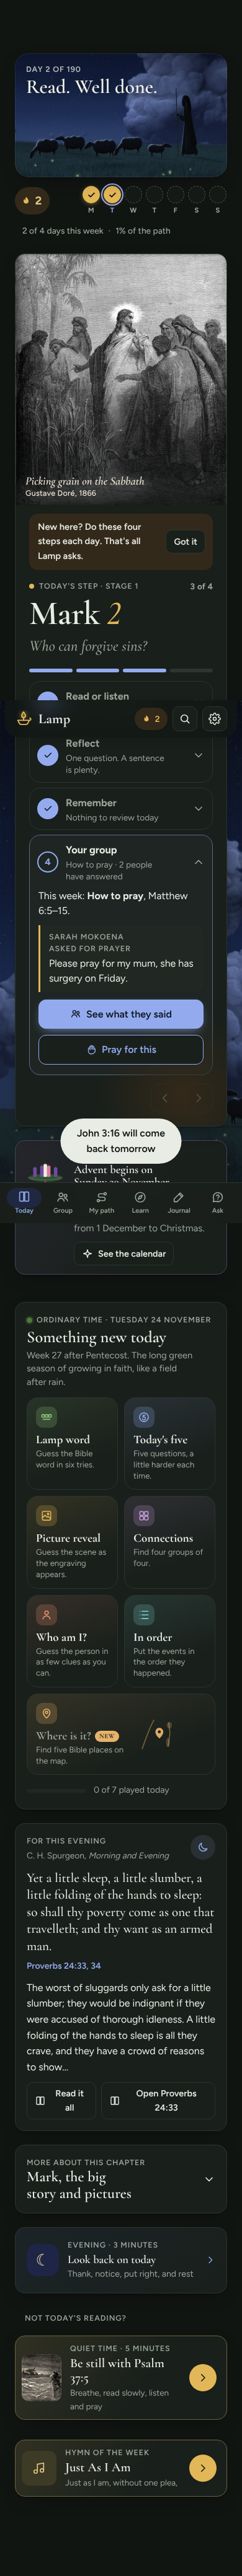 DAY 2 OF 190
Read. Well done.
2
M T W T F S S
2 of 4 days this week · 1% of the path
Picking grain on the Sabbath
Gustave Doré, 1866
New here? Do these four
steps each day. That's all
Lamp asks.
Got it
TODAY'S STEP · STAGE 1
3 of 4
Mark 2
Who can forgive sins?
Read or listen
Lamp
2
Reflect
One question. A sentence
is plenty.
Remember
Nothing to review today
4
Your group
How to pray · 2 people
have answered
This week: How to pray, Matthew
6:5–15.
SARAH MOKOENA
ASKED FOR PRAYER
Please pray for my mum, she has
surgery on Friday.
See what they said
Pray for this
John 3:16 will come
back tomorrow
Advent begins on
Sunday 29 November
Today
Group
My path
Learn
Journal
Ask
from 1 December to Christmas.
See the calendar
ORDINARY TIME · TUESDAY 24 NOVEMBER
Something new today
Week 27 after Pentecost. The long green
season of growing in faith, like a field
after rain.
Lamp word
Guess the Bible
word in six tries.
Today's five
Five questions, a
little harder each
time.
Picture reveal
Guess the scene as
the engraving
appears.
Connections
Find four groups of
four.
Who am I?
Guess the person in
as few clues as you
can.
In order
Put the events in
the order they
happened.
Where is it? NEW
Find five Bible places on
the map.
0 of 7 played today
FOR THIS EVENING
C. H. Spurgeon, Morning and Evening
Yet a little sleep, a little slumber, a
little folding of the hands to sleep:
so shall thy poverty come as one that
travelleth; and thy want as an armed
man.
Proverbs 24:33, 34
The worst of sluggards only ask for a little
slumber; they would be indignant if they
were accused of thorough idleness. A little
folding of the hands to sleep is all they
crave, and they have a crowd of reasons
to show…
Read it
all
Open Proverbs
24:33
MORE ABOUT THIS CHAPTER
Mark, the big
story and pictures
EVENING · 3 MINUTES
Look back on today
Thank, notice, put right, and rest
NOT TODAY'S READING?
QUIET TIME · 5 MINUTES
Be still with Psalm
37:5
Breathe, read slowly, listen
and pray
HYMN OF THE WEEK
Just As I Am
Just as I am, without one plea,